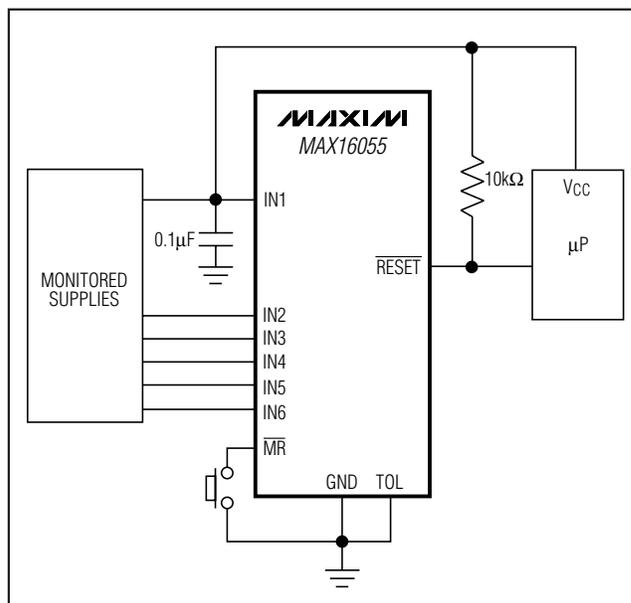 MAXIM
MAX16055
MONITORED
SUPPLIES
0.1μF
IN1
IN2
IN3
IN4
IN5
IN6
MR
GND
TOL
RESET
10kΩ
VCC
μP